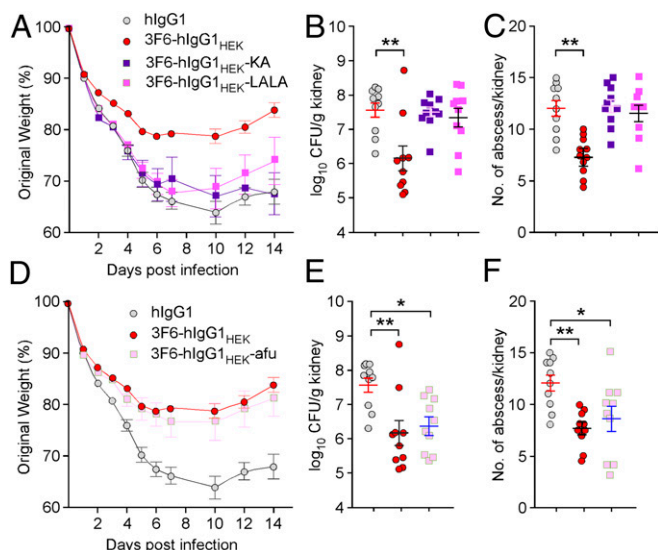 A
hIgG1
3F6-hIgG1HEK
3F6-hIgG1HEK-KA
3F6-hIgG1HEK-LALA
Original Weight (%)
100
90
80
70
60
2 4 6 8 10 12 14
Days post infection
B
**
log10 CFU/g kidney
10
9
8
7
6
5
4
C
**
No. of abscess/kidney
20
15
10
5
0
D
hIgG1
3F6-hIgG1HEK
3F6-hIgG1HEK-afu
Original Weight (%)
100
90
80
70
60
2 4 6 8 10 12 14
Days post infection
E
*
**
log10 CFU/g kidney
10
9
8
7
6
5
4
F
*
**
No. of abscess/kidney
20
15
10
5
0